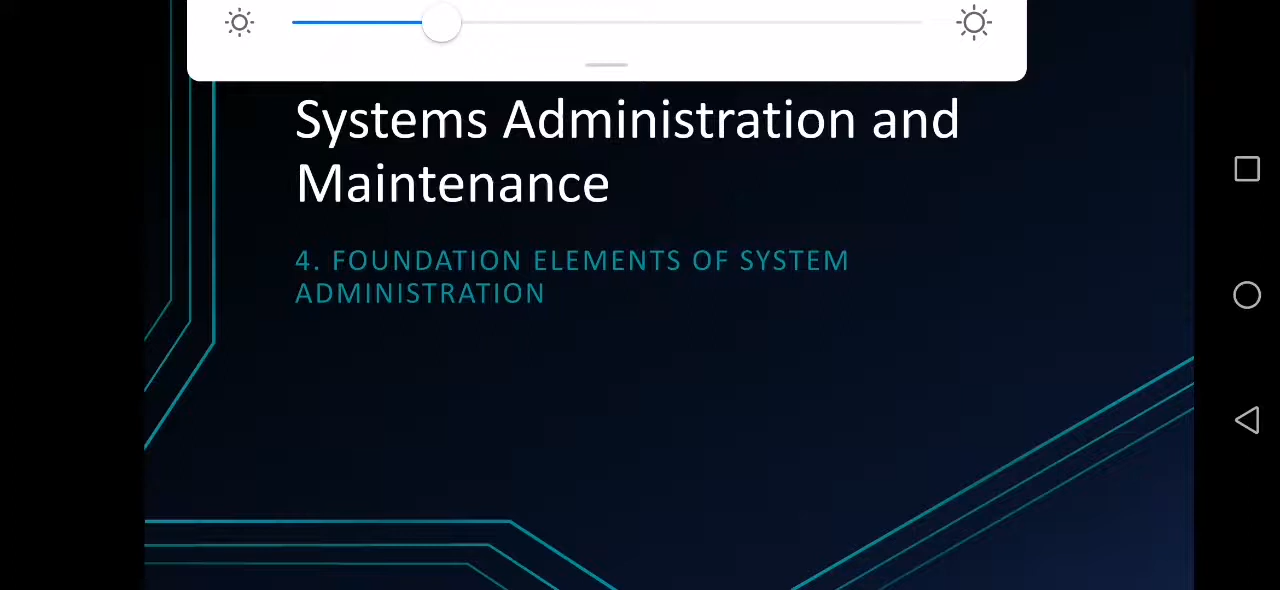 Systems Administration and
Maintenance
4. FOUNDATION ELEMENTS OF SYSTEM
ADMINISTRATION